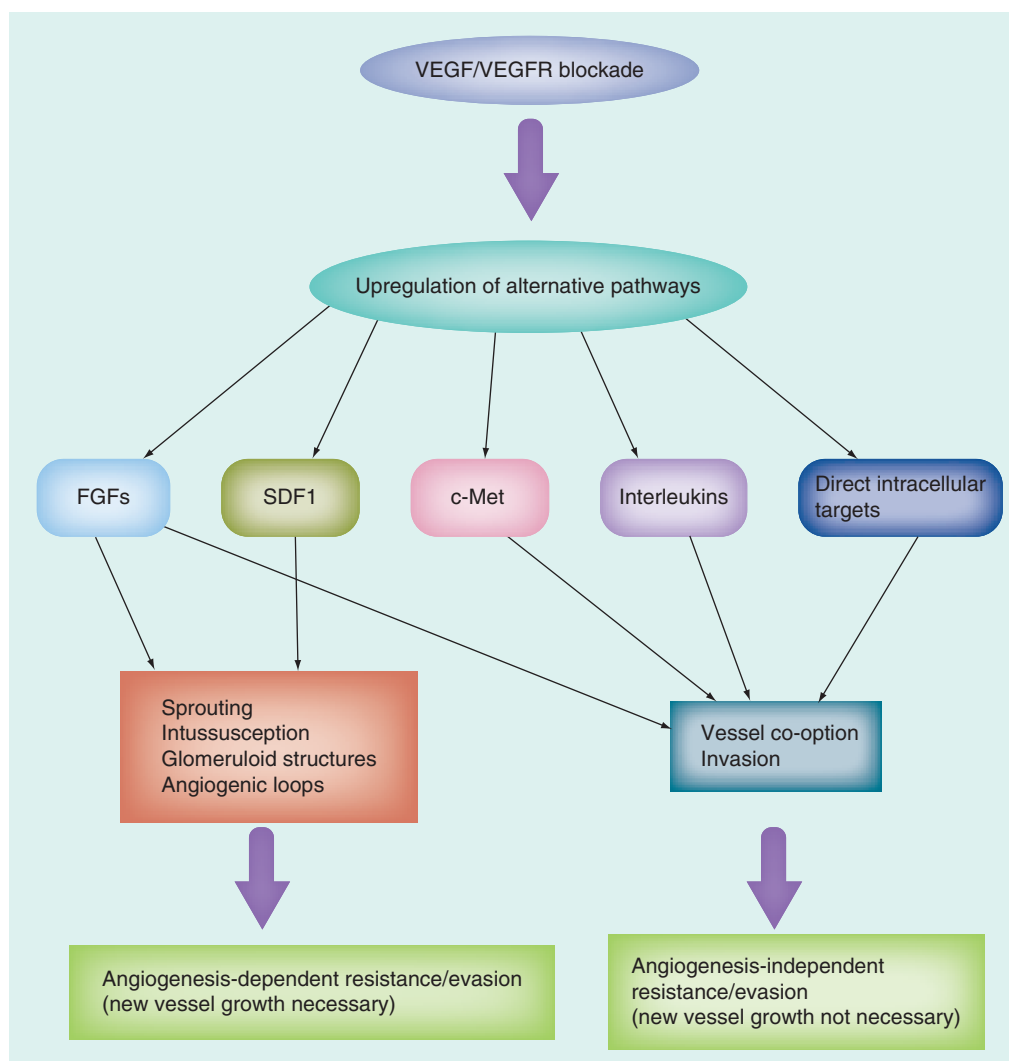 VEGF/VEGFR blockade
Upregulation of alternative pathways
FGFs
SDF1
c-Met
Interleukins
Direct intracellular
targets
Sprouting
Intussusception
Glomeruloid structures
Angiogenic loops
Vessel co-option
Invasion
Angiogenesis-dependent resistance/evasion
(new vessel growth necessary)
Angiogenesis-independent
resistance/evasion
(new vessel growth not necessary)